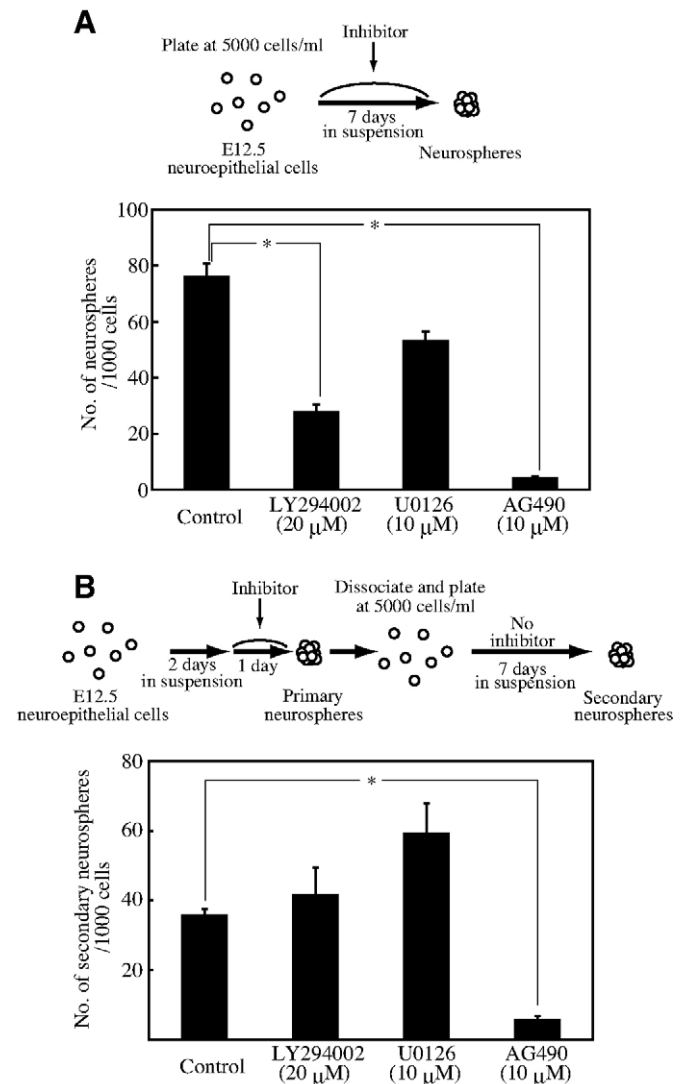 A
Plate at 5000 cells/ml
Inhibitor
7 days
in suspension
E12.5
neuroepithelial cells
Neurospheres
No. of neurospheres
/1000 cells
100
80
60
40
20
0
*
*
Control
LY294002
(20 μM)
U0126
(10 μM)
AG490
(10 μM)
B
Inhibitor
Dissociate and plate
at 5000 cells/ml
2 days
in suspension
1 day
No
inhibitor
7 days
in suspension
E12.5
neuroepithelial cells
Primary
neurospheres
Secondary
neurospheres
No. of secondary neurospheres
/1000 cells
80
60
40
20
*
Control
LY294002
(20 μM)
U0126
(10 μM)
AG490
(10 μM)